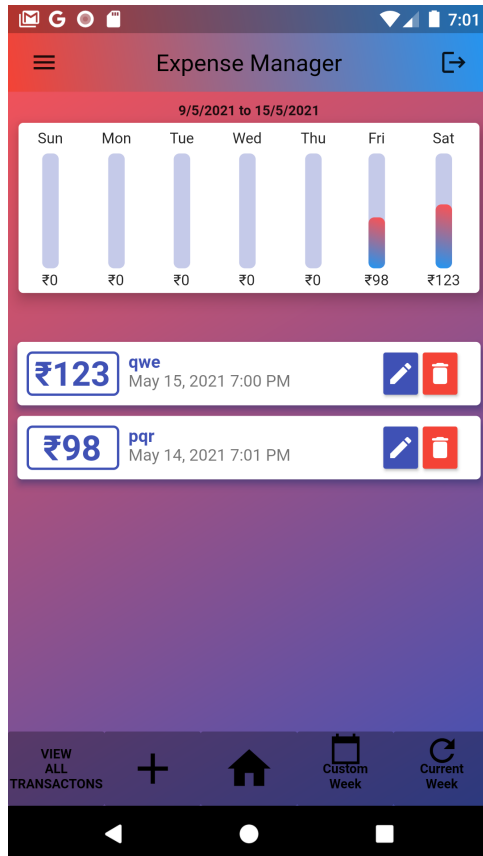 7:01
Expense Manager
9/5/2021 to 15/5/2021
Sun Mon Tue Wed Thu Fri Sat
₹0 ₹0 ₹0 ₹0 ₹0 ₹98 ₹123
₹123
qwe
May 15, 2021 7:00 PM
₹98
pqr
May 14, 2021 7:01 PM
VIEW
ALL
TRANSACTONS
Custom
Week
Current
Week